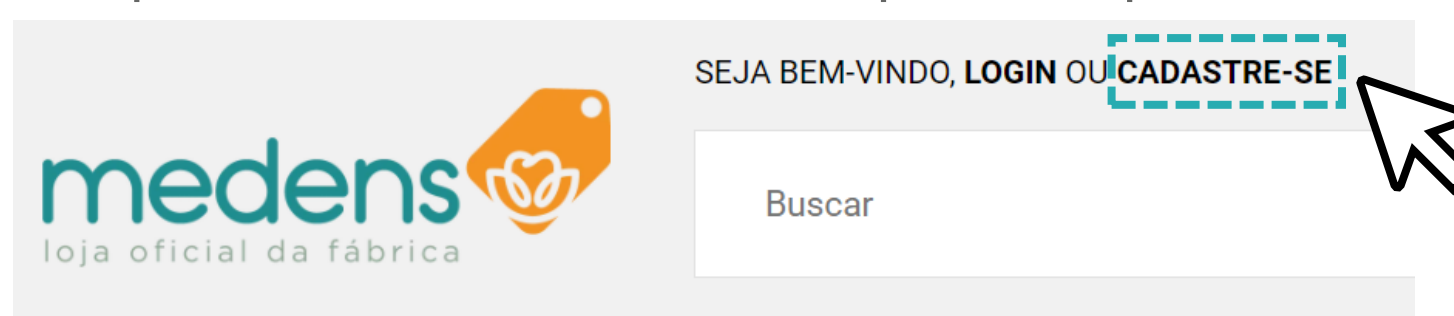 SEJA BEM-VINDO, LOGIN OU CADASTRE-SE
medens
loja oficial da fábrica
Buscar